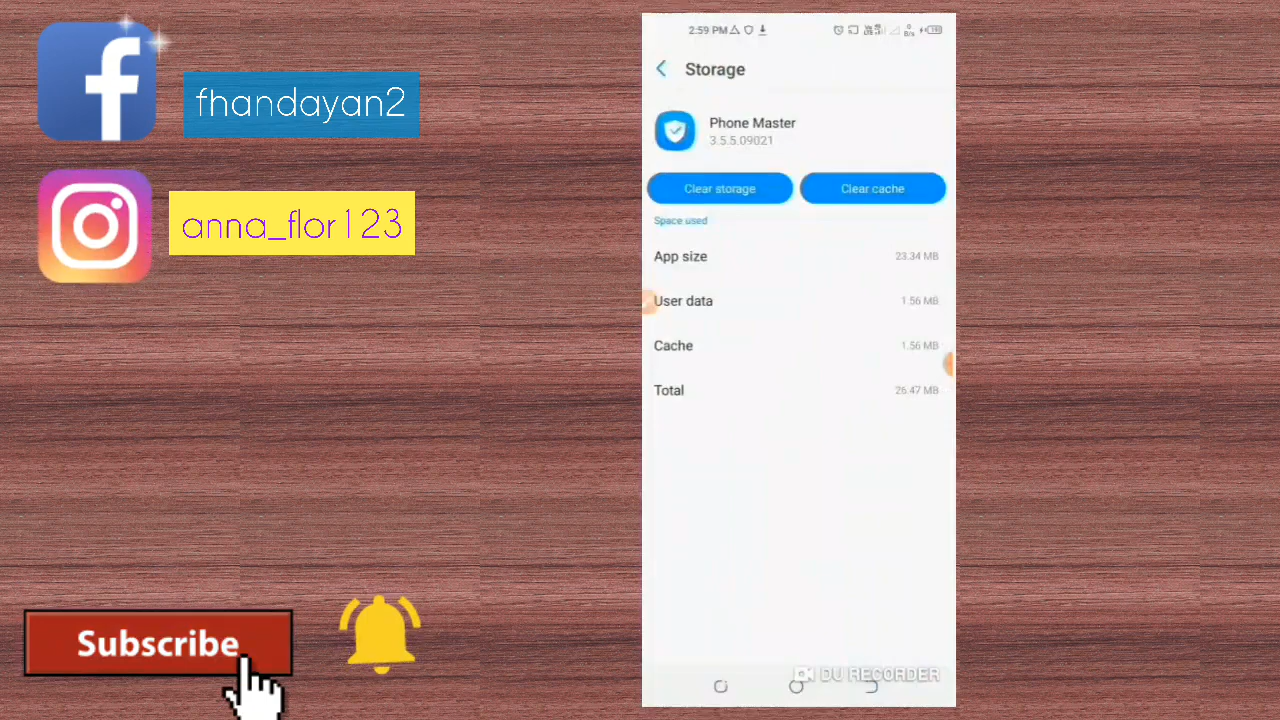 fhandayan2
anna_flor123
Subscribe
2:59 PM
Storage
Phone Master
3.5.5.09021
Clear storage
Clear cache
Space used
App size 23.34 MB
User data 1.56 MB
Cache 1.56 MB
Total 26.47 MB
DU RECORDER